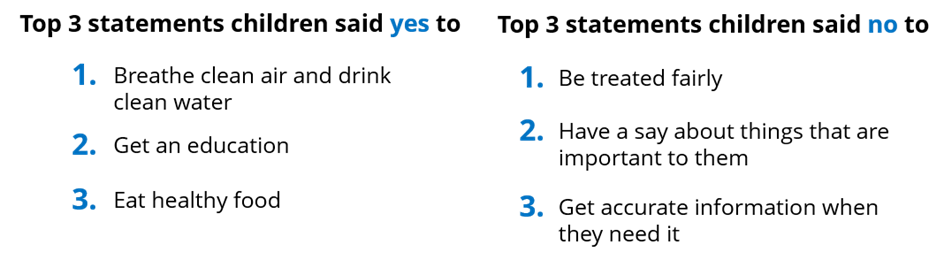 Top 3 statements children said yes to
1. Breathe clean air and drink
clean water
2. Get an education
3. Eat healthy food
Top 3 statements children said no to
1. Be treated fairly
2. Have a say about things that are
important to them
3. Get accurate information when
they need it